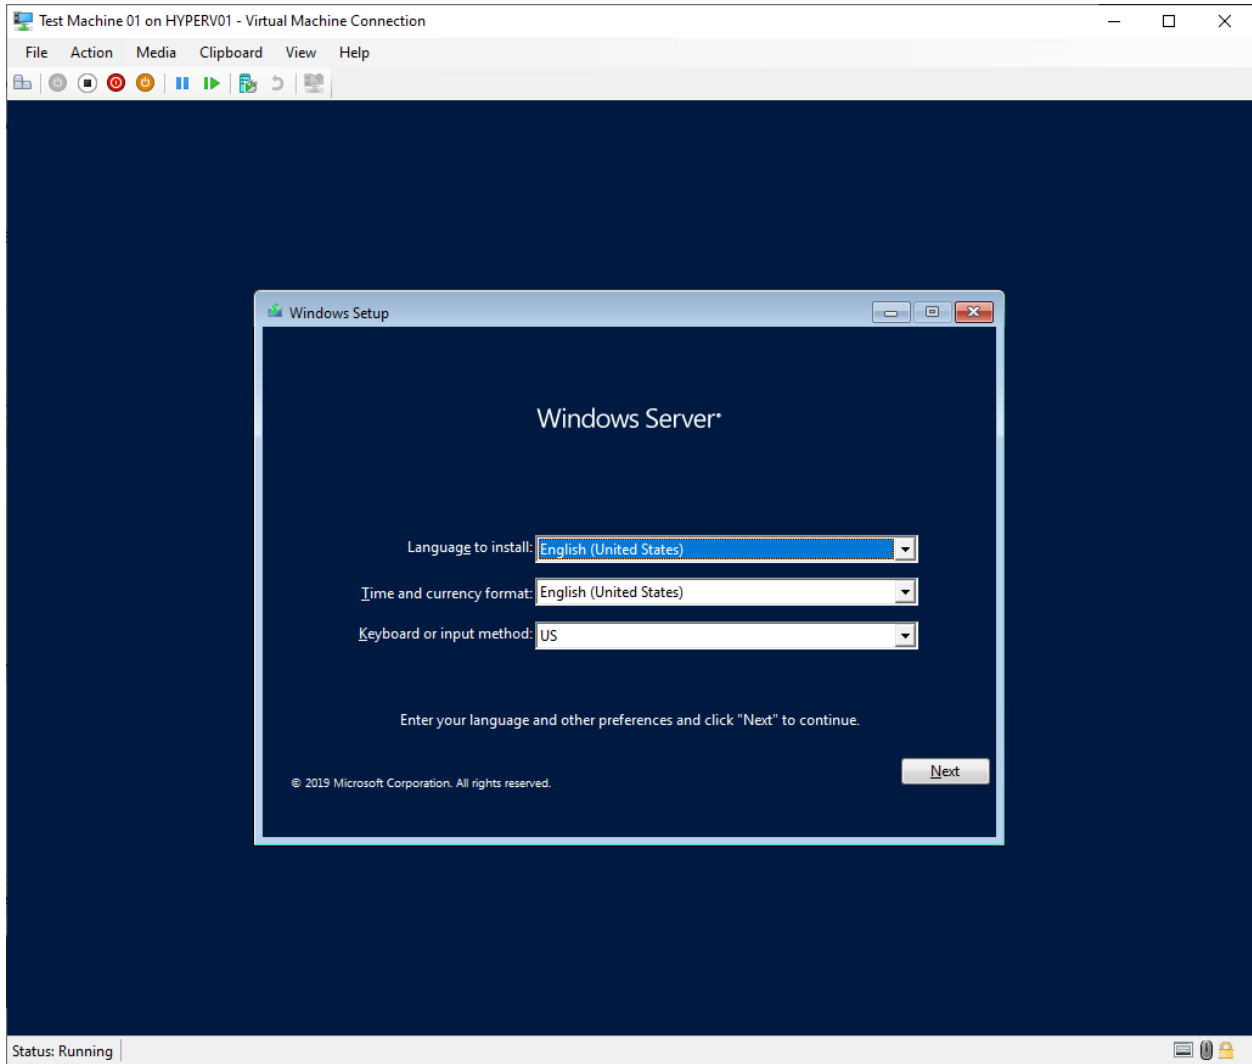 Test Machine 01 on HYPERV01 - Virtual Machine Connection
File Action Media Clipboard View Help
Windows Setup
Windows Server
Language to install: English (United States)
Time and currency format: English (United States)
Keyboard or input method: US
Enter your language and other preferences and click "Next" to continue.
Next
© 2019 Microsoft Corporation. All rights reserved.
Status: Running